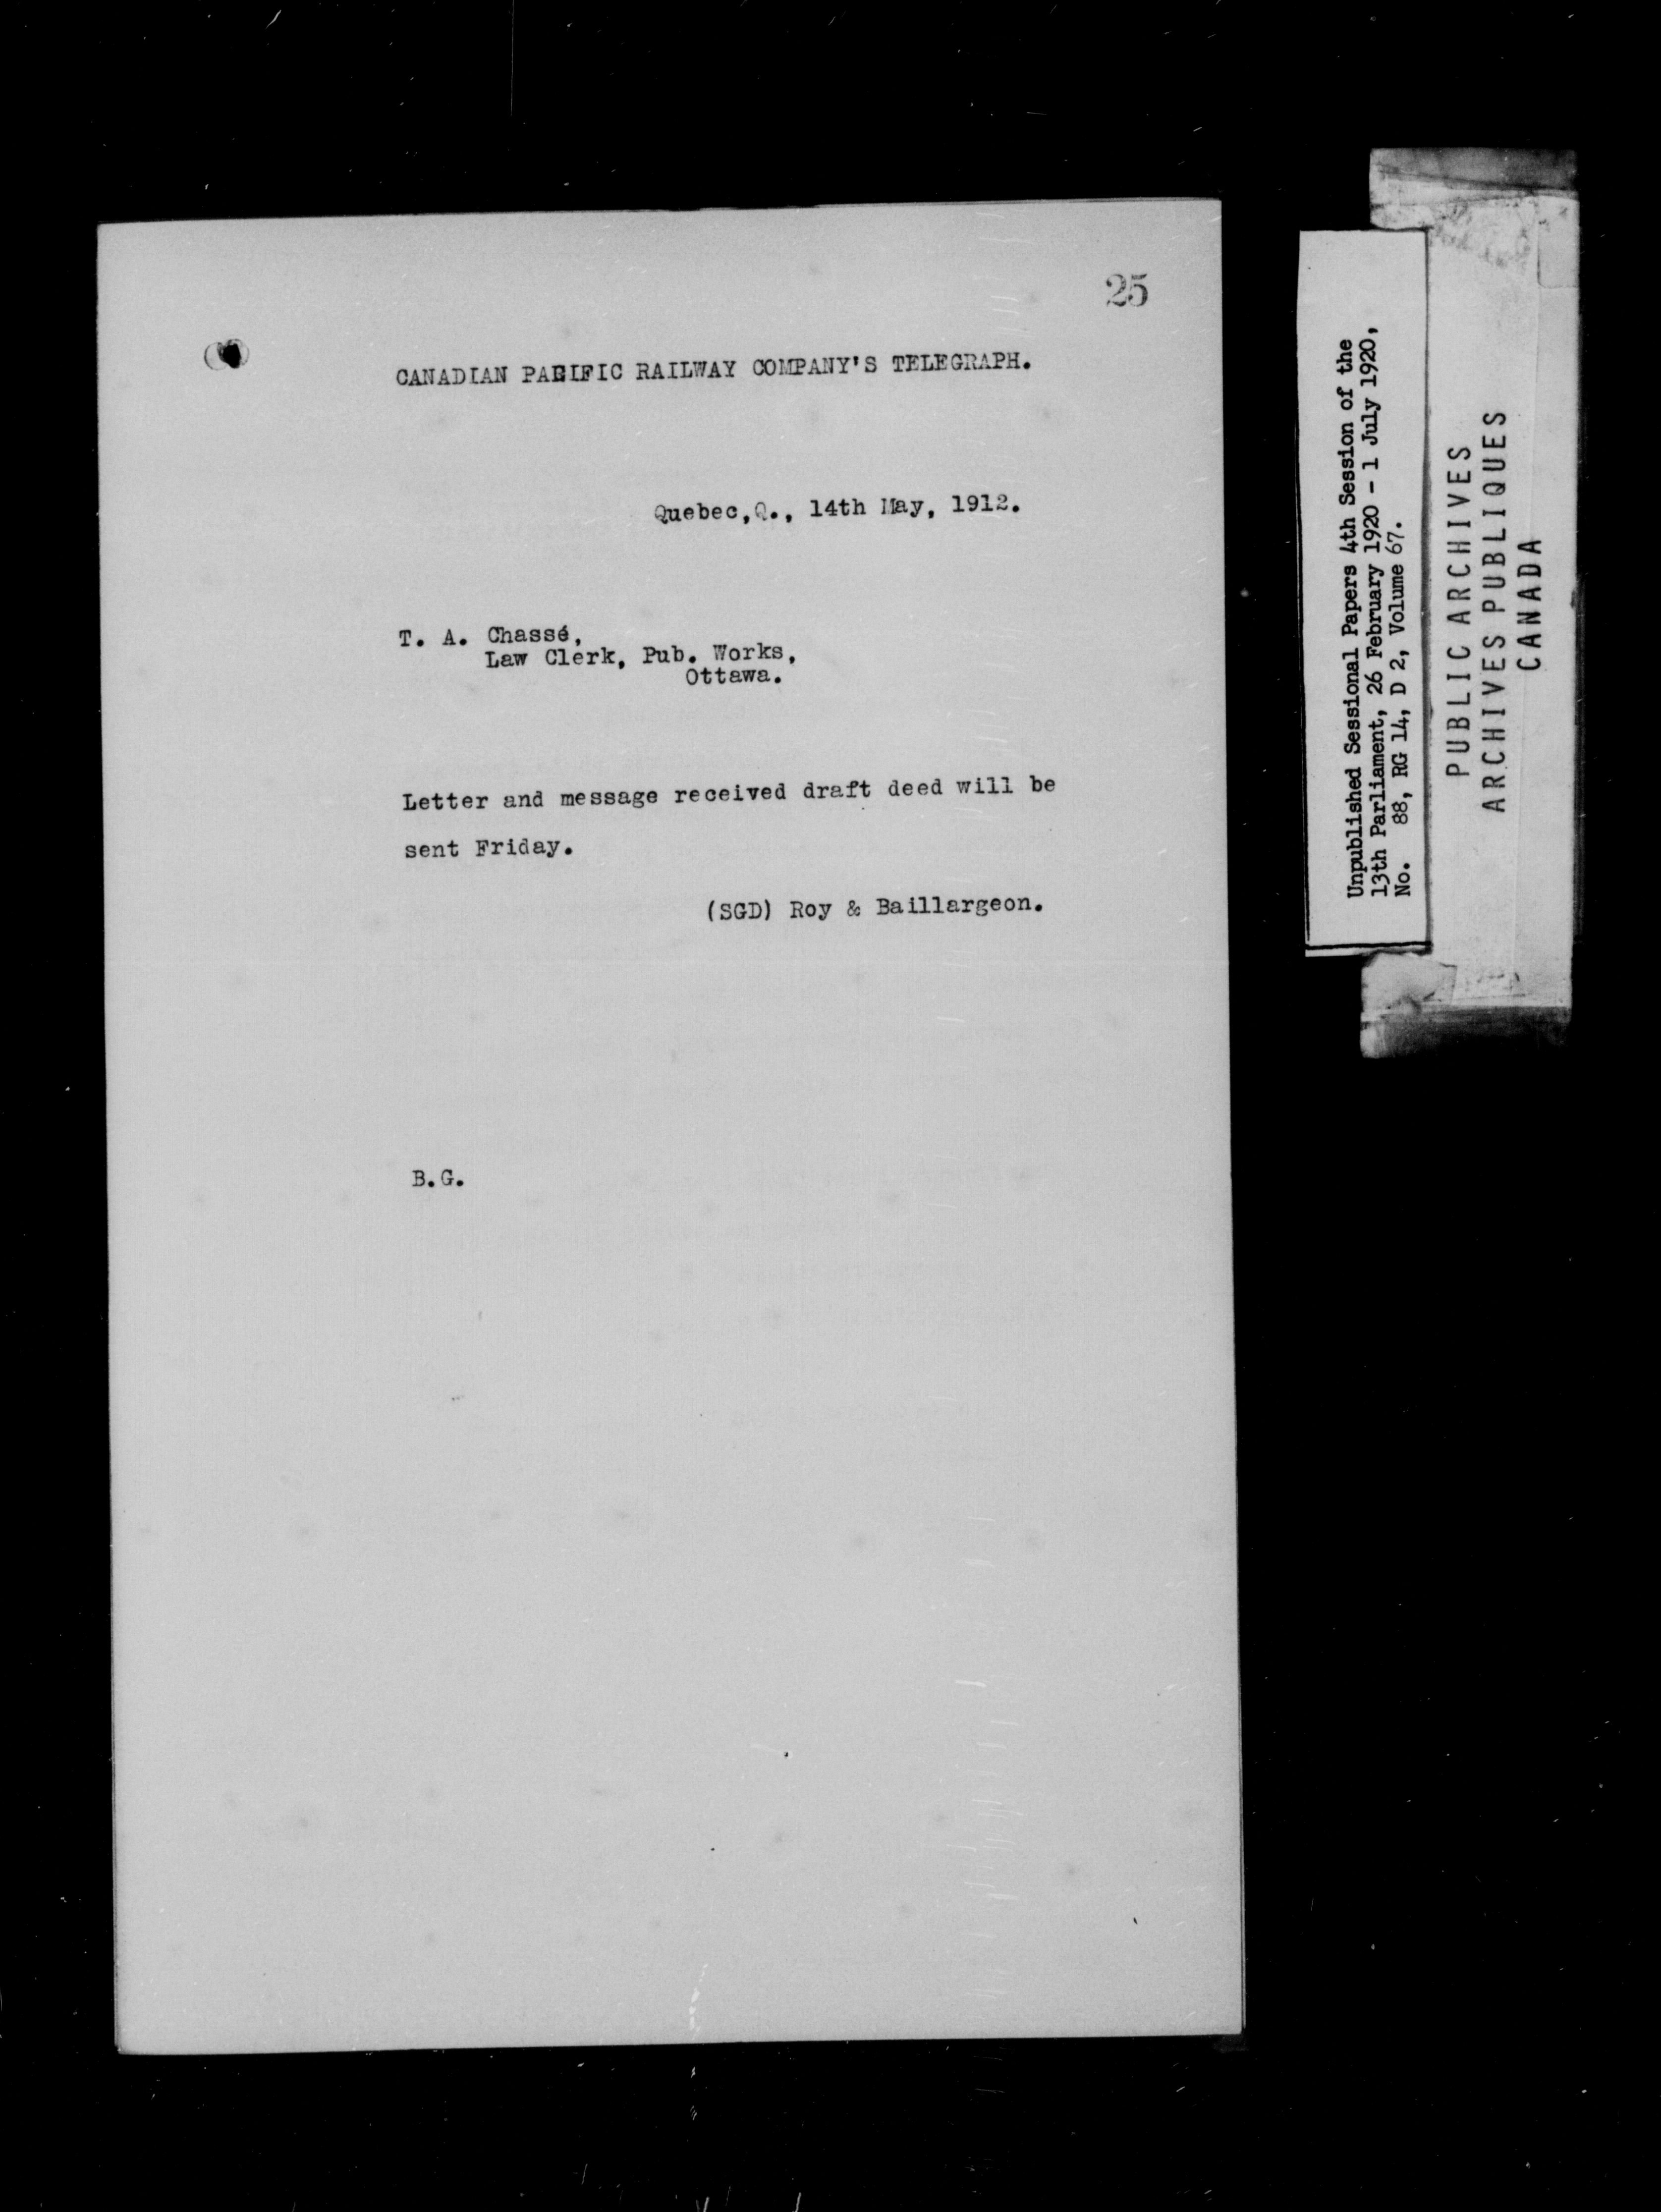 25
CANADIAN PACIFIC RAILWAY COMPANY'S TELEGRAPH.
Quebec,Q., 14th May, 1912.
T. A. Chassé,
Law Clerk, Pub. Works,
Ottawa.
Letter and message received draft deed will be
sent Friday.
(SGD) Roy & Baillargeon.
B.G.
Unpublished Sessional Papers 4th Session of the
13th Parliament, 26 February 1920 - 1 July 1920,
No. 88, RG 14, D 2, Volume 67.
PUBLIC ARCHIVES
ARCHIVES PUBLIQUES
CANADA